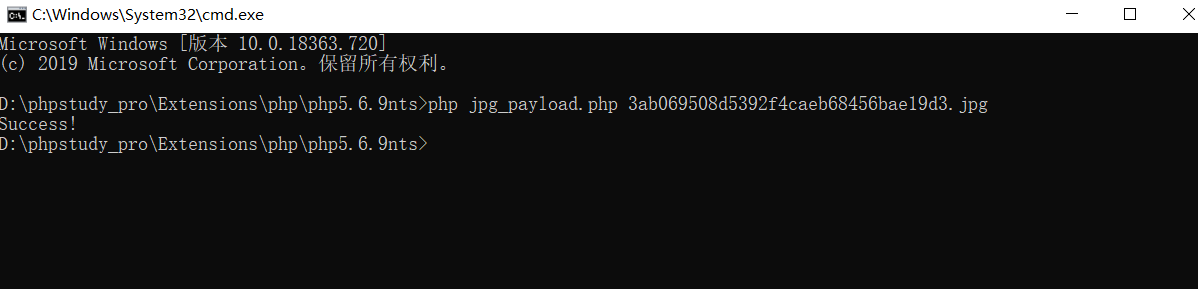 C:\Windows\System32\cmd.exe
Microsoft Windows [版本 10.0.18363.720]
(c) 2019 Microsoft Corporation。保留所有权利。
D:\phpstudy_pro\Extensions\php\php5.6.9nts>php jpg_payload.php 3ab069508d5392f4caeb68456bae19d3.jpg
Success!
D:\phpstudy_pro\Extensions\php\php5.6.9nts>